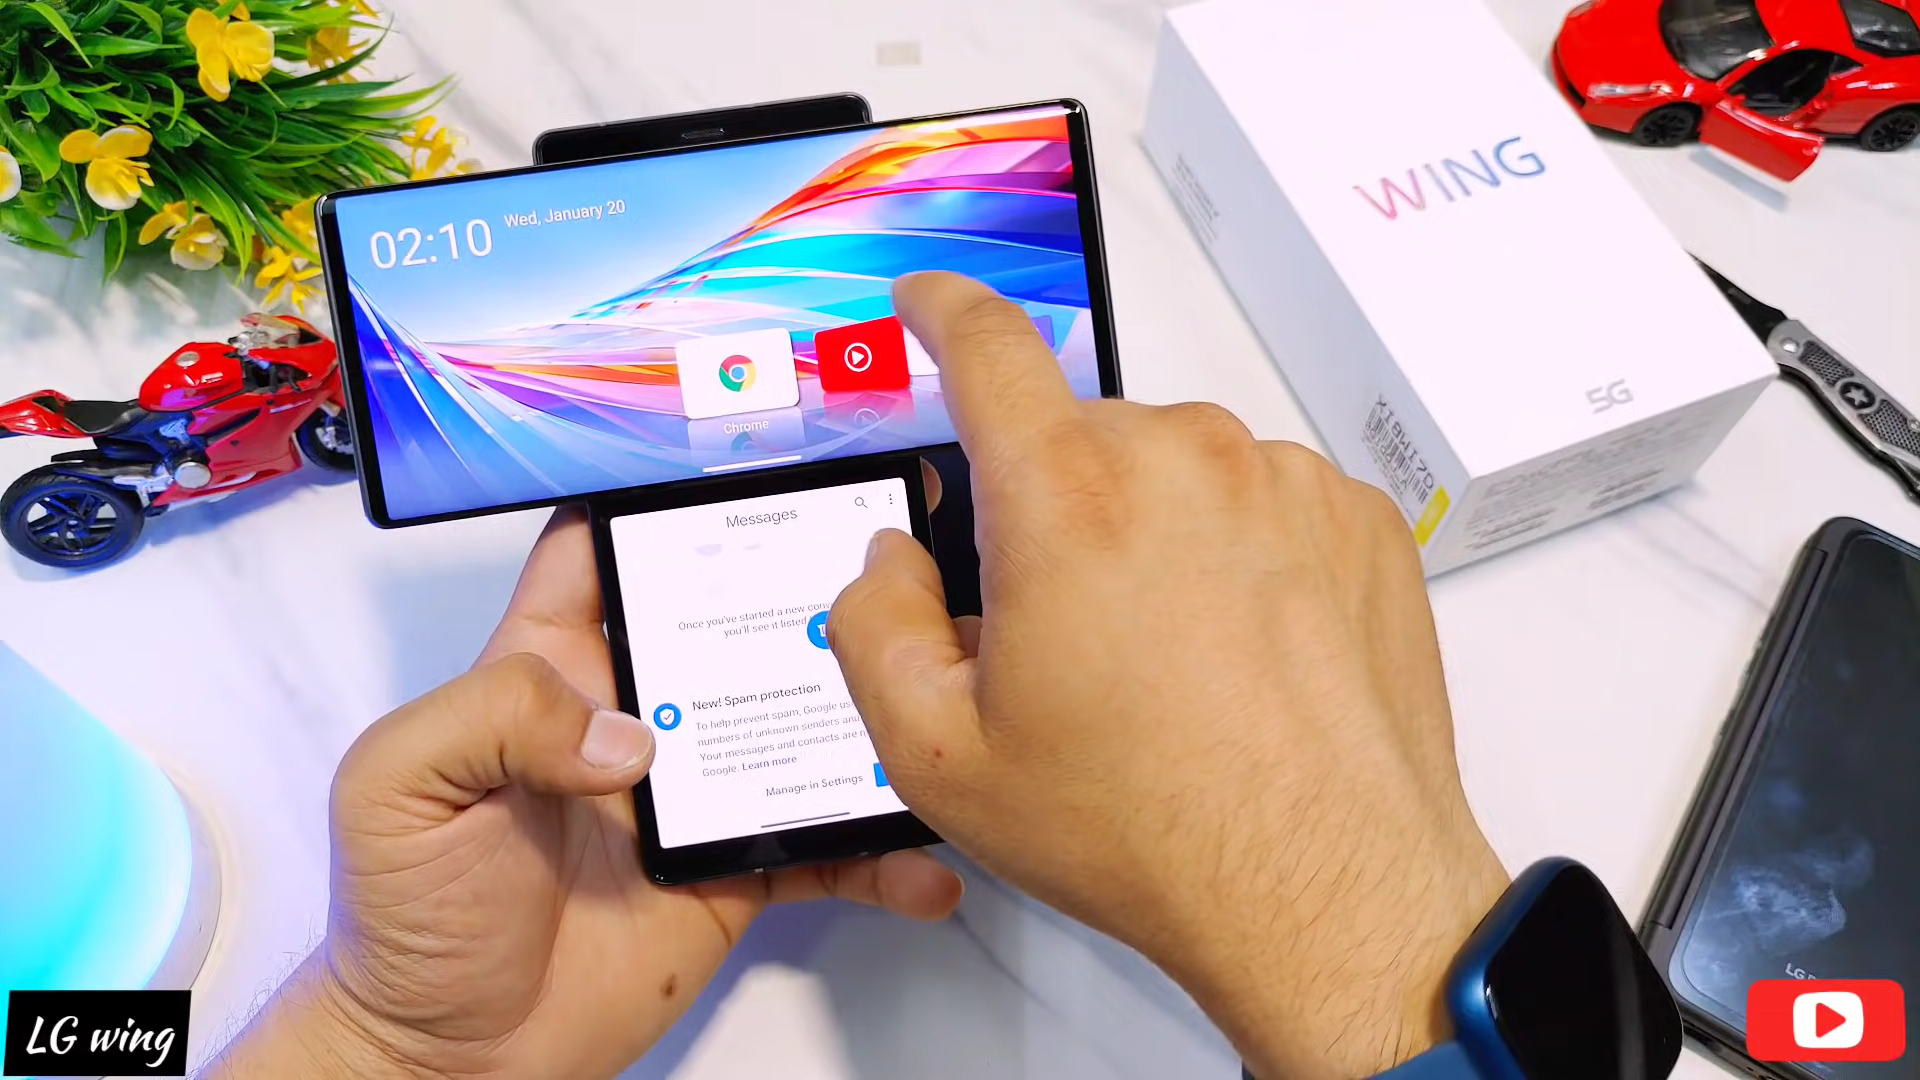 02:10
Wed, January 20
Chrome
Messages
Once you've started a new
you'll see it listed
New! Spam protection
To help prevent spam, Google
numbers of unknown senders and
Your messages and contacts are
Google. Learn more
Manage in Settings
WING
5G
LG
LG wing